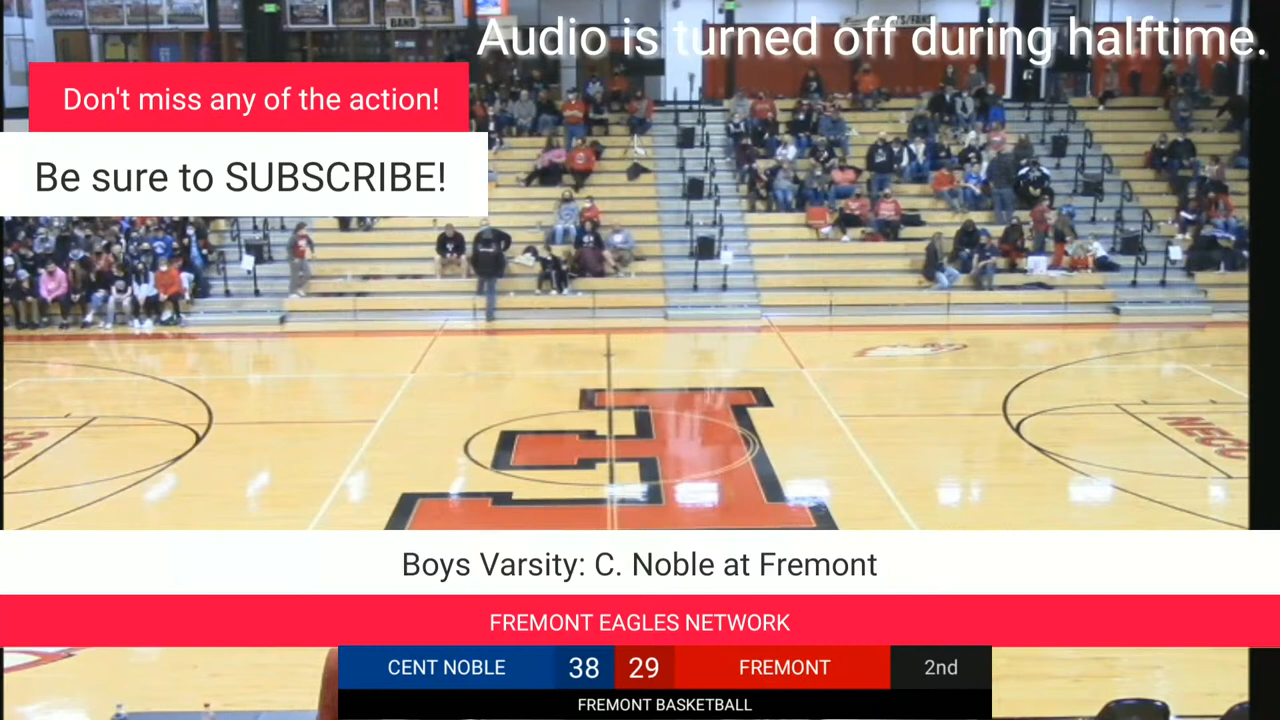 BAND
Audio is turned off during halftime.
Don't miss any of the action!
Be sure to SUBSCRIBE!
F
NECC
Boys Varsity: C. Noble at Fremont
FREMONT EAGLES NETWORK
CENT NOBLE 38 29 FREMONT 2nd
FREMONT BASKETBALL